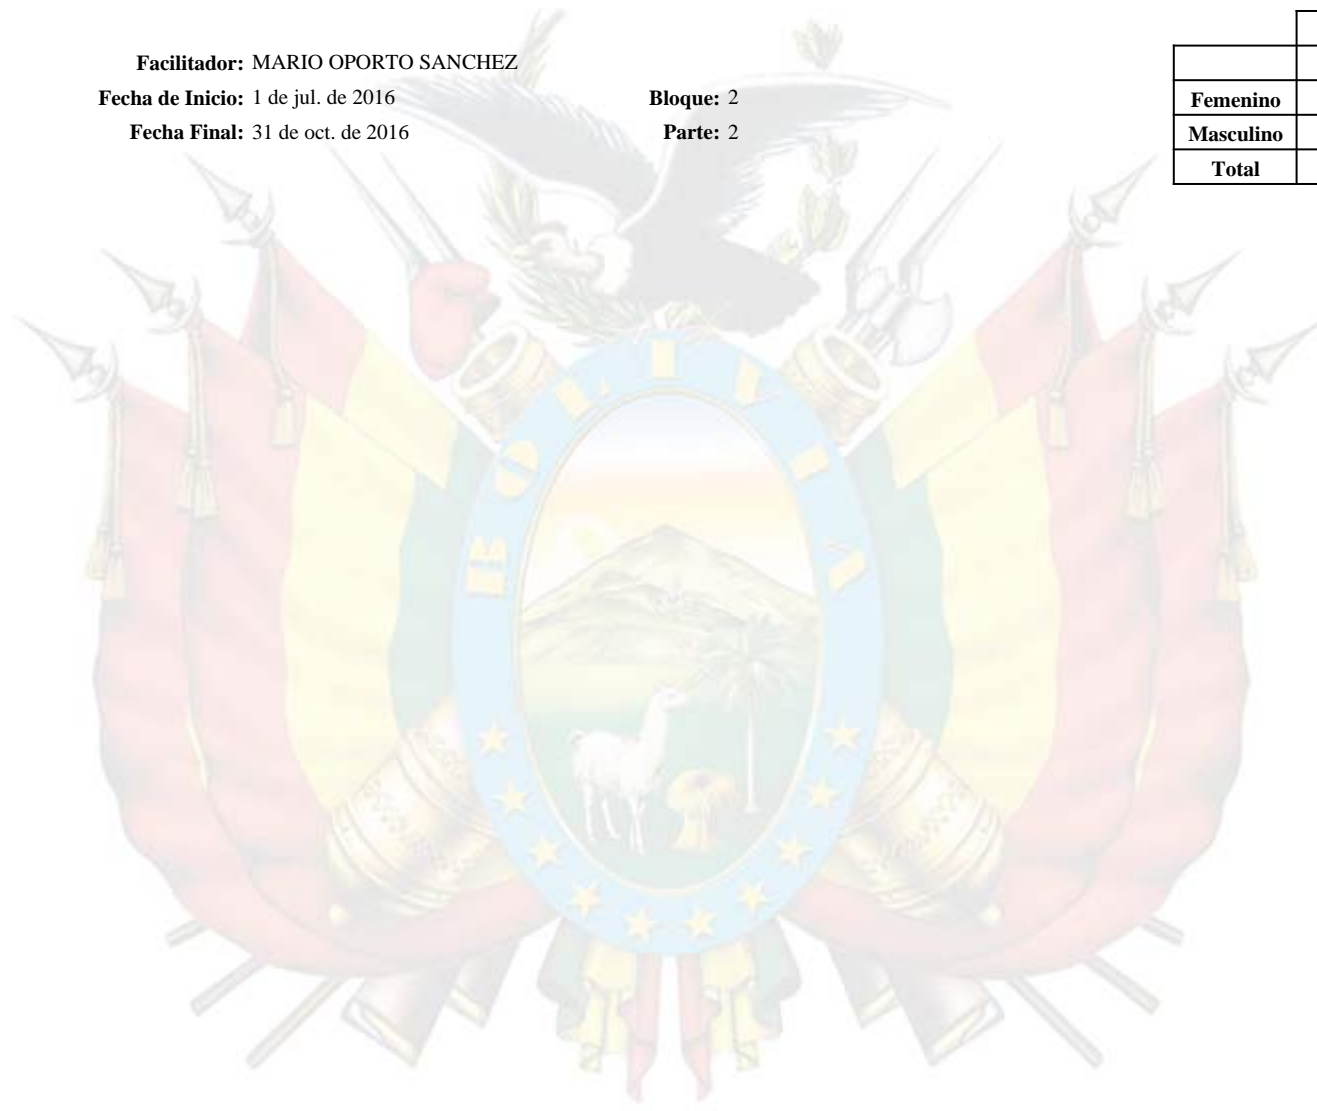 Facilitador: MARIO OPORTO SANCHEZ
Fecha de Inicio: 1 de jul. de 2016 Bloque: 2
Fecha Final: 31 de oct. de 2016 Parte: 2
Femenino
Masculino
Total
BOLIVIA